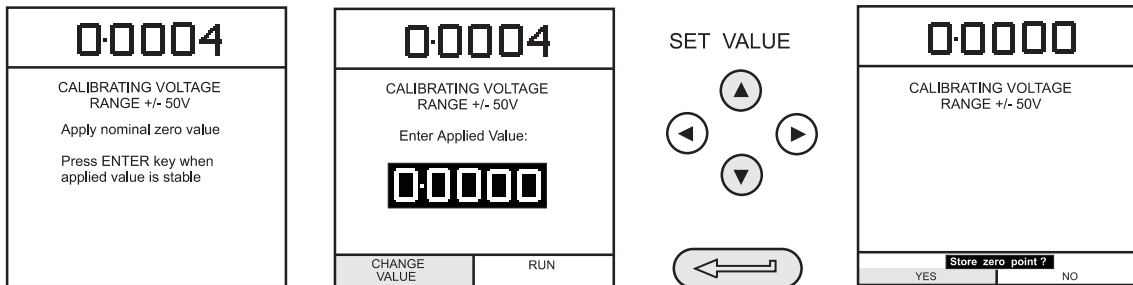 0.0004
CALIBRATING VOLTAGE
RANGE +/- 50V
Apply nominal zero value
Press ENTER key when
applied value is stable
0.0004
CALIBRATING VOLTAGE
RANGE +/- 50V
Enter Applied Value:
0.0000
CHANGE
VALUE
RUN
SET VALUE
0.0000
CALIBRATING VOLTAGE
RANGE +/- 50V
Store zero point ?
YES
NO